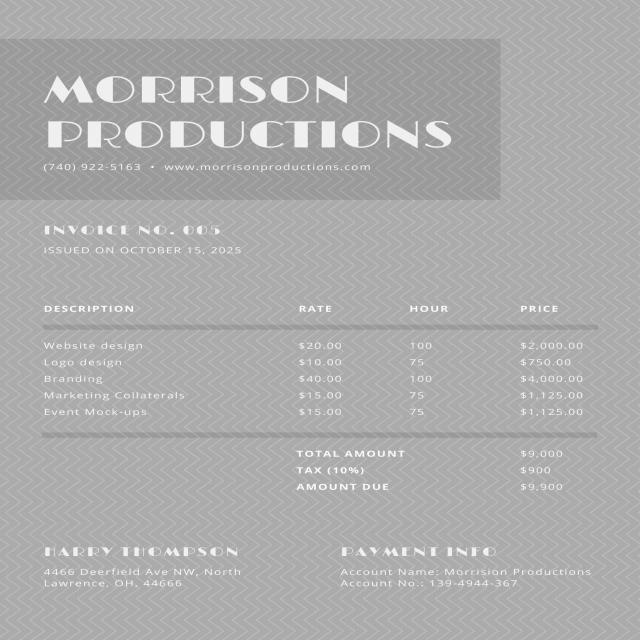 MORRISON
PRODUCTIONS
(740) 922-5163 • www.morrisonproductions.com
INVOICE NO. 005
ISSUED ON OCTOBER 15, 2025
DESCRIPTION RATE HOUR PRICE
Website design $20.00 100 $2,000.00
Logo design $10.00 75 $750.00
Branding $40.00 100 $4,000.00
Marketing Collaterals $15.00 75 $1,125.00
Event Mock-ups $15.00 75 $1,125.00
TOTAL AMOUNT $9,000
TAX (10%) $900
AMOUNT DUE $9,900
HARRY THOMPSON
4466 Deerfield Ave NW, North
Lawrence, OH, 44666
PAYMENT INFO
Account Name: Morrision Productions
Account No.: 139-4944-367